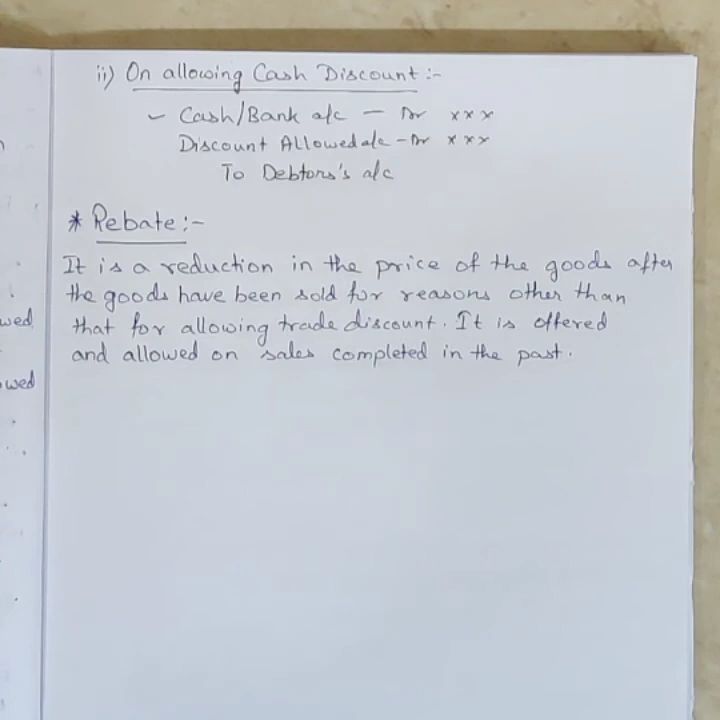 ii) On allowing Cash Discount :-
- Cash/Bank a/c - Dr xxx
Discount Allowed a/c - Dr xxx
To Debtors's a/c
* Rebate :-
It is a reduction in the price of the goods after
the goods have been sold for reasons other than
that for allowing trade discount. It is offered
and allowed on sales completed in the past.
wed
wed